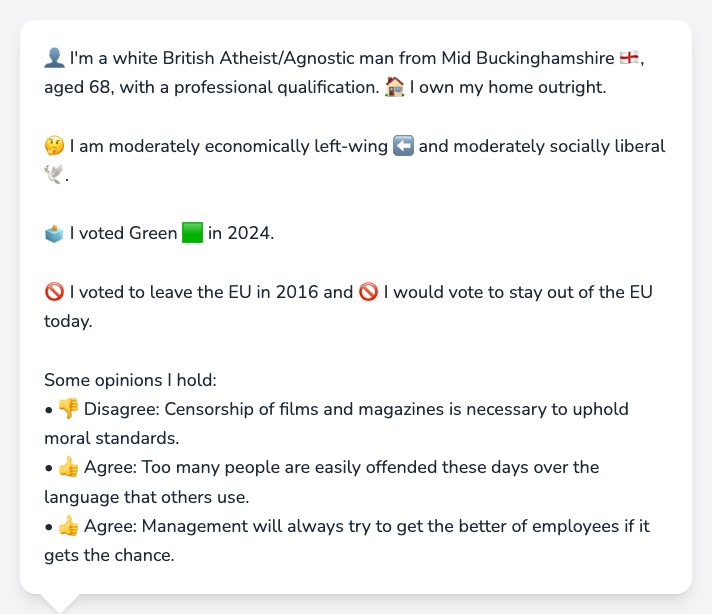 👤 I'm a white British Atheist/Agnostic man from Mid Buckinghamshire 🏴󠁧󠁢󠁥󠁮󠁧󠁿,
aged 68, with a professional qualification. 🏠 I own my home outright.
🤔 I am moderately economically left-wing ⬅️ and moderately socially liberal
🕊️.
🗳️ I voted Green 🟩 in 2024.
🚫 I voted to leave the EU in 2016 and 🚫 I would vote to stay out of the EU
today.
Some opinions I hold:
• 👎 Disagree: Censorship of films and magazines is necessary to uphold
moral standards.
• 👍 Agree: Too many people are easily offended these days over the
language that others use.
• 👍 Agree: Management will always try to get the better of employees if it
gets the chance.